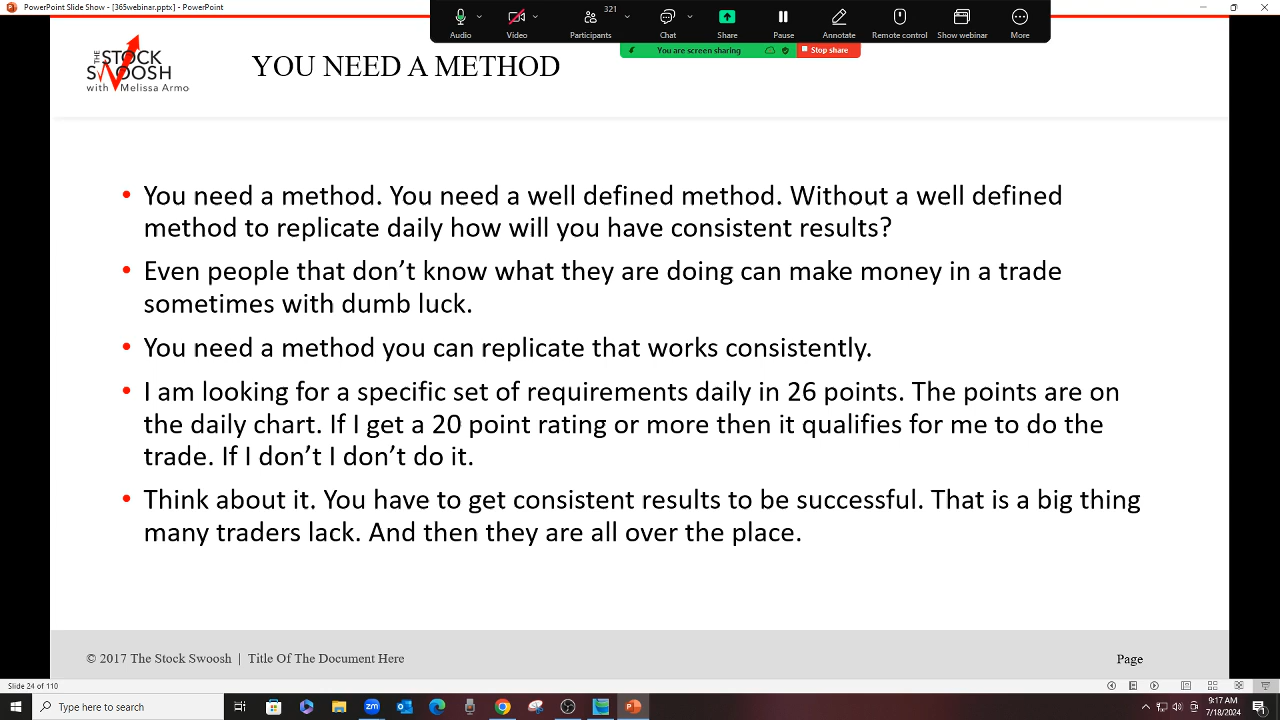 PowerPoint Slide Show - [365webinar.pptx] - PowerPoint
321
Audio
Video
Participants
Chat
Share
Pause
Annotate
Remote control
Show webinar
More
You are screen sharing
Stop share
THE STOCK
SWOOSH
with Melissa Armo
YOU NEED A METHOD
• You need a method. You need a well defined method. Without a well defined
method to replicate daily how will you have consistent results?
• Even people that don’t know what they are doing can make money in a trade
sometimes with dumb luck.
• You need a method you can replicate that works consistently.
• I am looking for a specific set of requirements daily in 26 points. The points are on
the daily chart. If I get a 20 point rating or more then it qualifies for me to do the
trade. If I don’t I don’t do it.
• Think about it. You have to get consistent results to be successful. That is a big thing
many traders lack. And then they are all over the place.
© 2017 The Stock Swoosh | Title Of The Document Here
Page
Slide 24 of 110
Type here to search
9:17 AM
7/18/2024